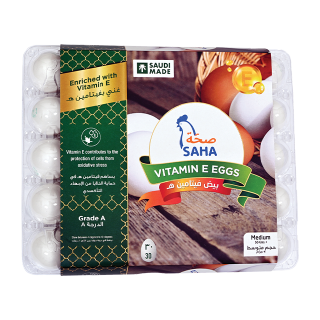 SAUDI
MADE
Enriched with
Vitamin E
غني بفيتامين هـ
E
صحة
SAHA
VITAMIN E EGGS
بيض فيتامين هـ
Vitamin E contributes to the
protection of cells from
oxidative stress
يساهم فيتامين هـ في
حماية الخلايا من الإجهاد
التأكسدي
Grade A
الدرجة A
٣٠
30
Medium
حجم متوسط